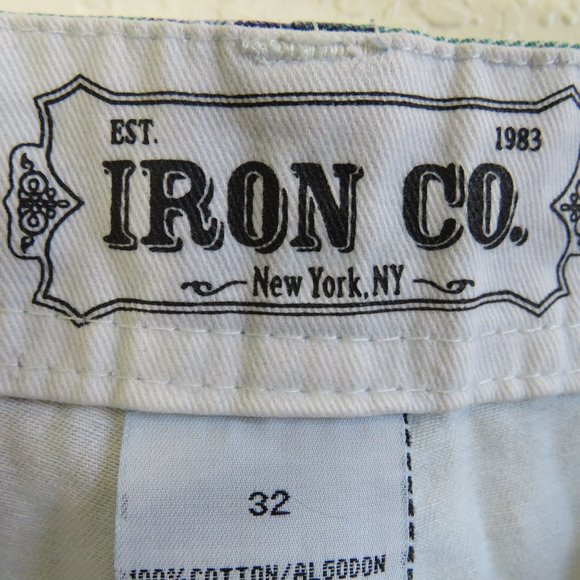 EST. 1983
IRON CO.
New York, NY
32
100% COTTON/ALGODON